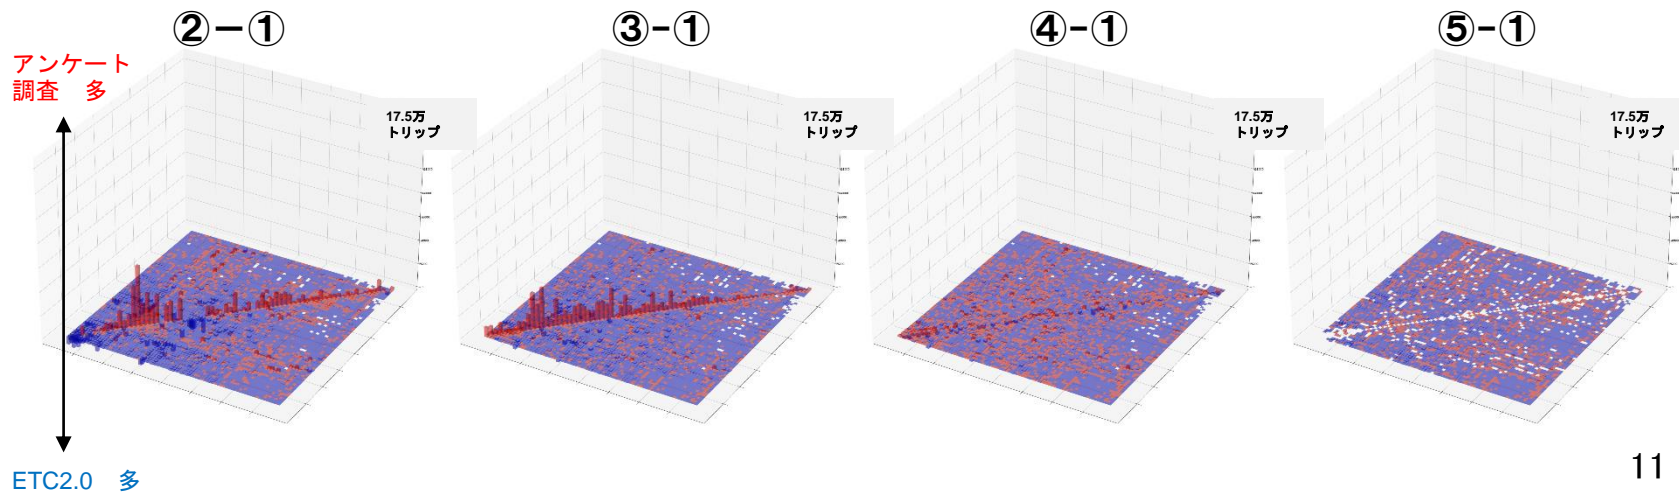 ②－①
③-①
④-①
⑤-①
アンケート
調査　多
17.5万
トリップ
17.5万
トリップ
17.5万
トリップ
17.5万
トリップ
ETC2.0　多
11